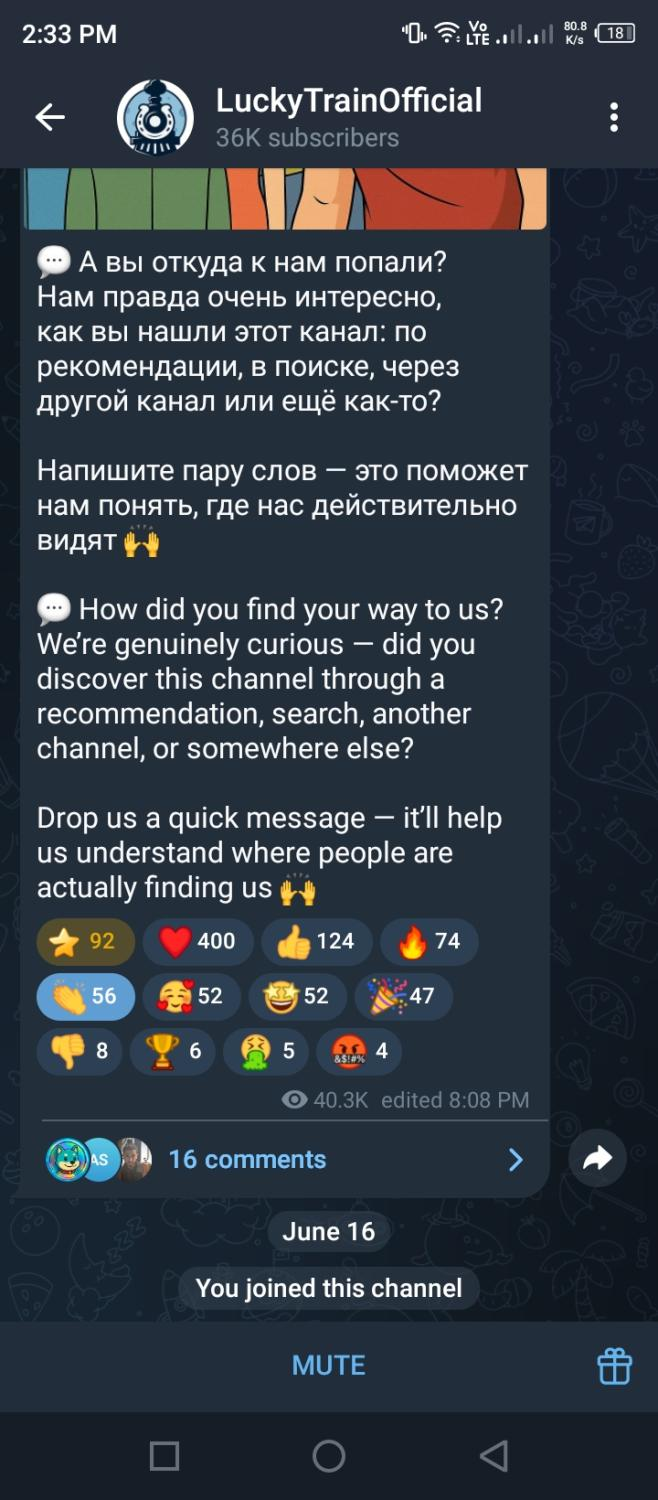 2:33 PM
Vo
LTE
80.8
K/s
18
LuckyTrainOfficial
36K subscribers
💬 А вы откуда к нам попали?
Нам правда очень интересно,
как вы нашли этот канал: по
рекомендации, в поиске, через
другой канал или ещё как-то?
Напишите пару слов — это поможет
нам понять, где нас действительно
видят 🙌
💬 How did you find your way to us?
We’re genuinely curious — did you
discover this channel through a
recommendation, search, another
channel, or somewhere else?
Drop us a quick message — it’ll help
us understand where people are
actually finding us 🙌
⭐ 92 ❤️ 400 👍 124 🔥 74
👏 56 🥰 52 🤩 52 🎉 47
👎 8 🏆 6 🤮 5 🤬 4
40.3K edited 8:08 PM
AS
16 comments
June 16
You joined this channel
MUTE